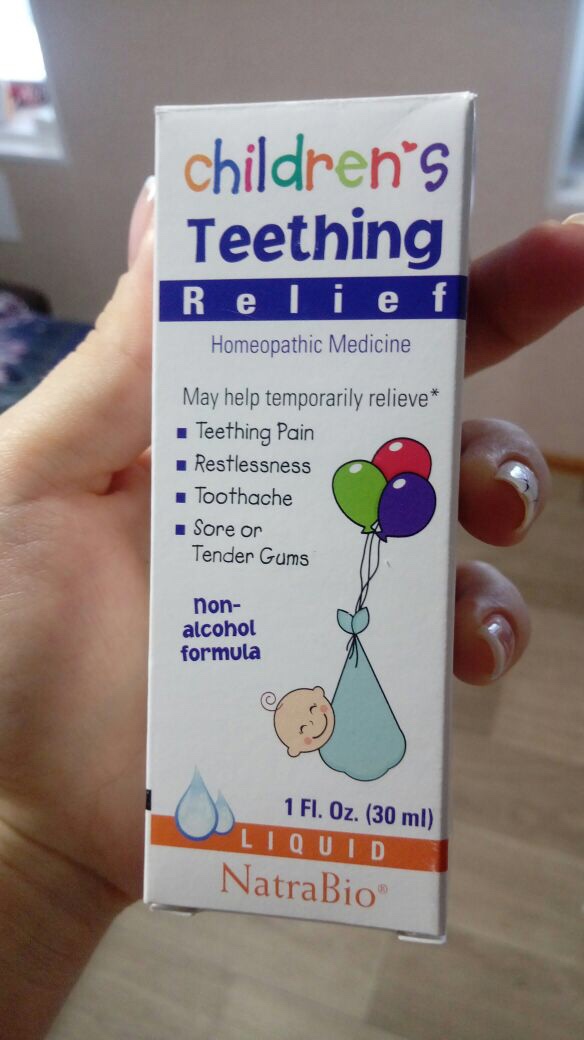 children's
Teething
Relief
Homeopathic Medicine
May help temporarily relieve*
▪ Teething Pain
▪ Restlessness
▪ Toothache
▪ Sore or
Tender Gums
Non-
alcohol
formula
1 Fl. Oz. (30 ml)
LIQUID
NatraBio®